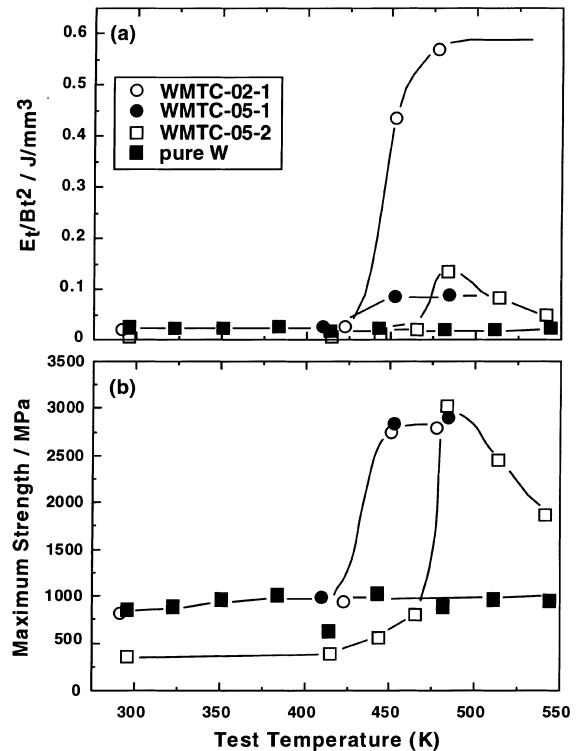 (a)
0.6
0.5
0.4
0.3
0.2
0.1
0
Et/Bt² / J/mm³
WMTC-02-1
WMTC-05-1
WMTC-05-2
pure W
(b)
3500
3000
2500
2000
1500
1000
500
0
Maximum Strength / MPa
300 350 400 450 500 550
Test Temperature (K)